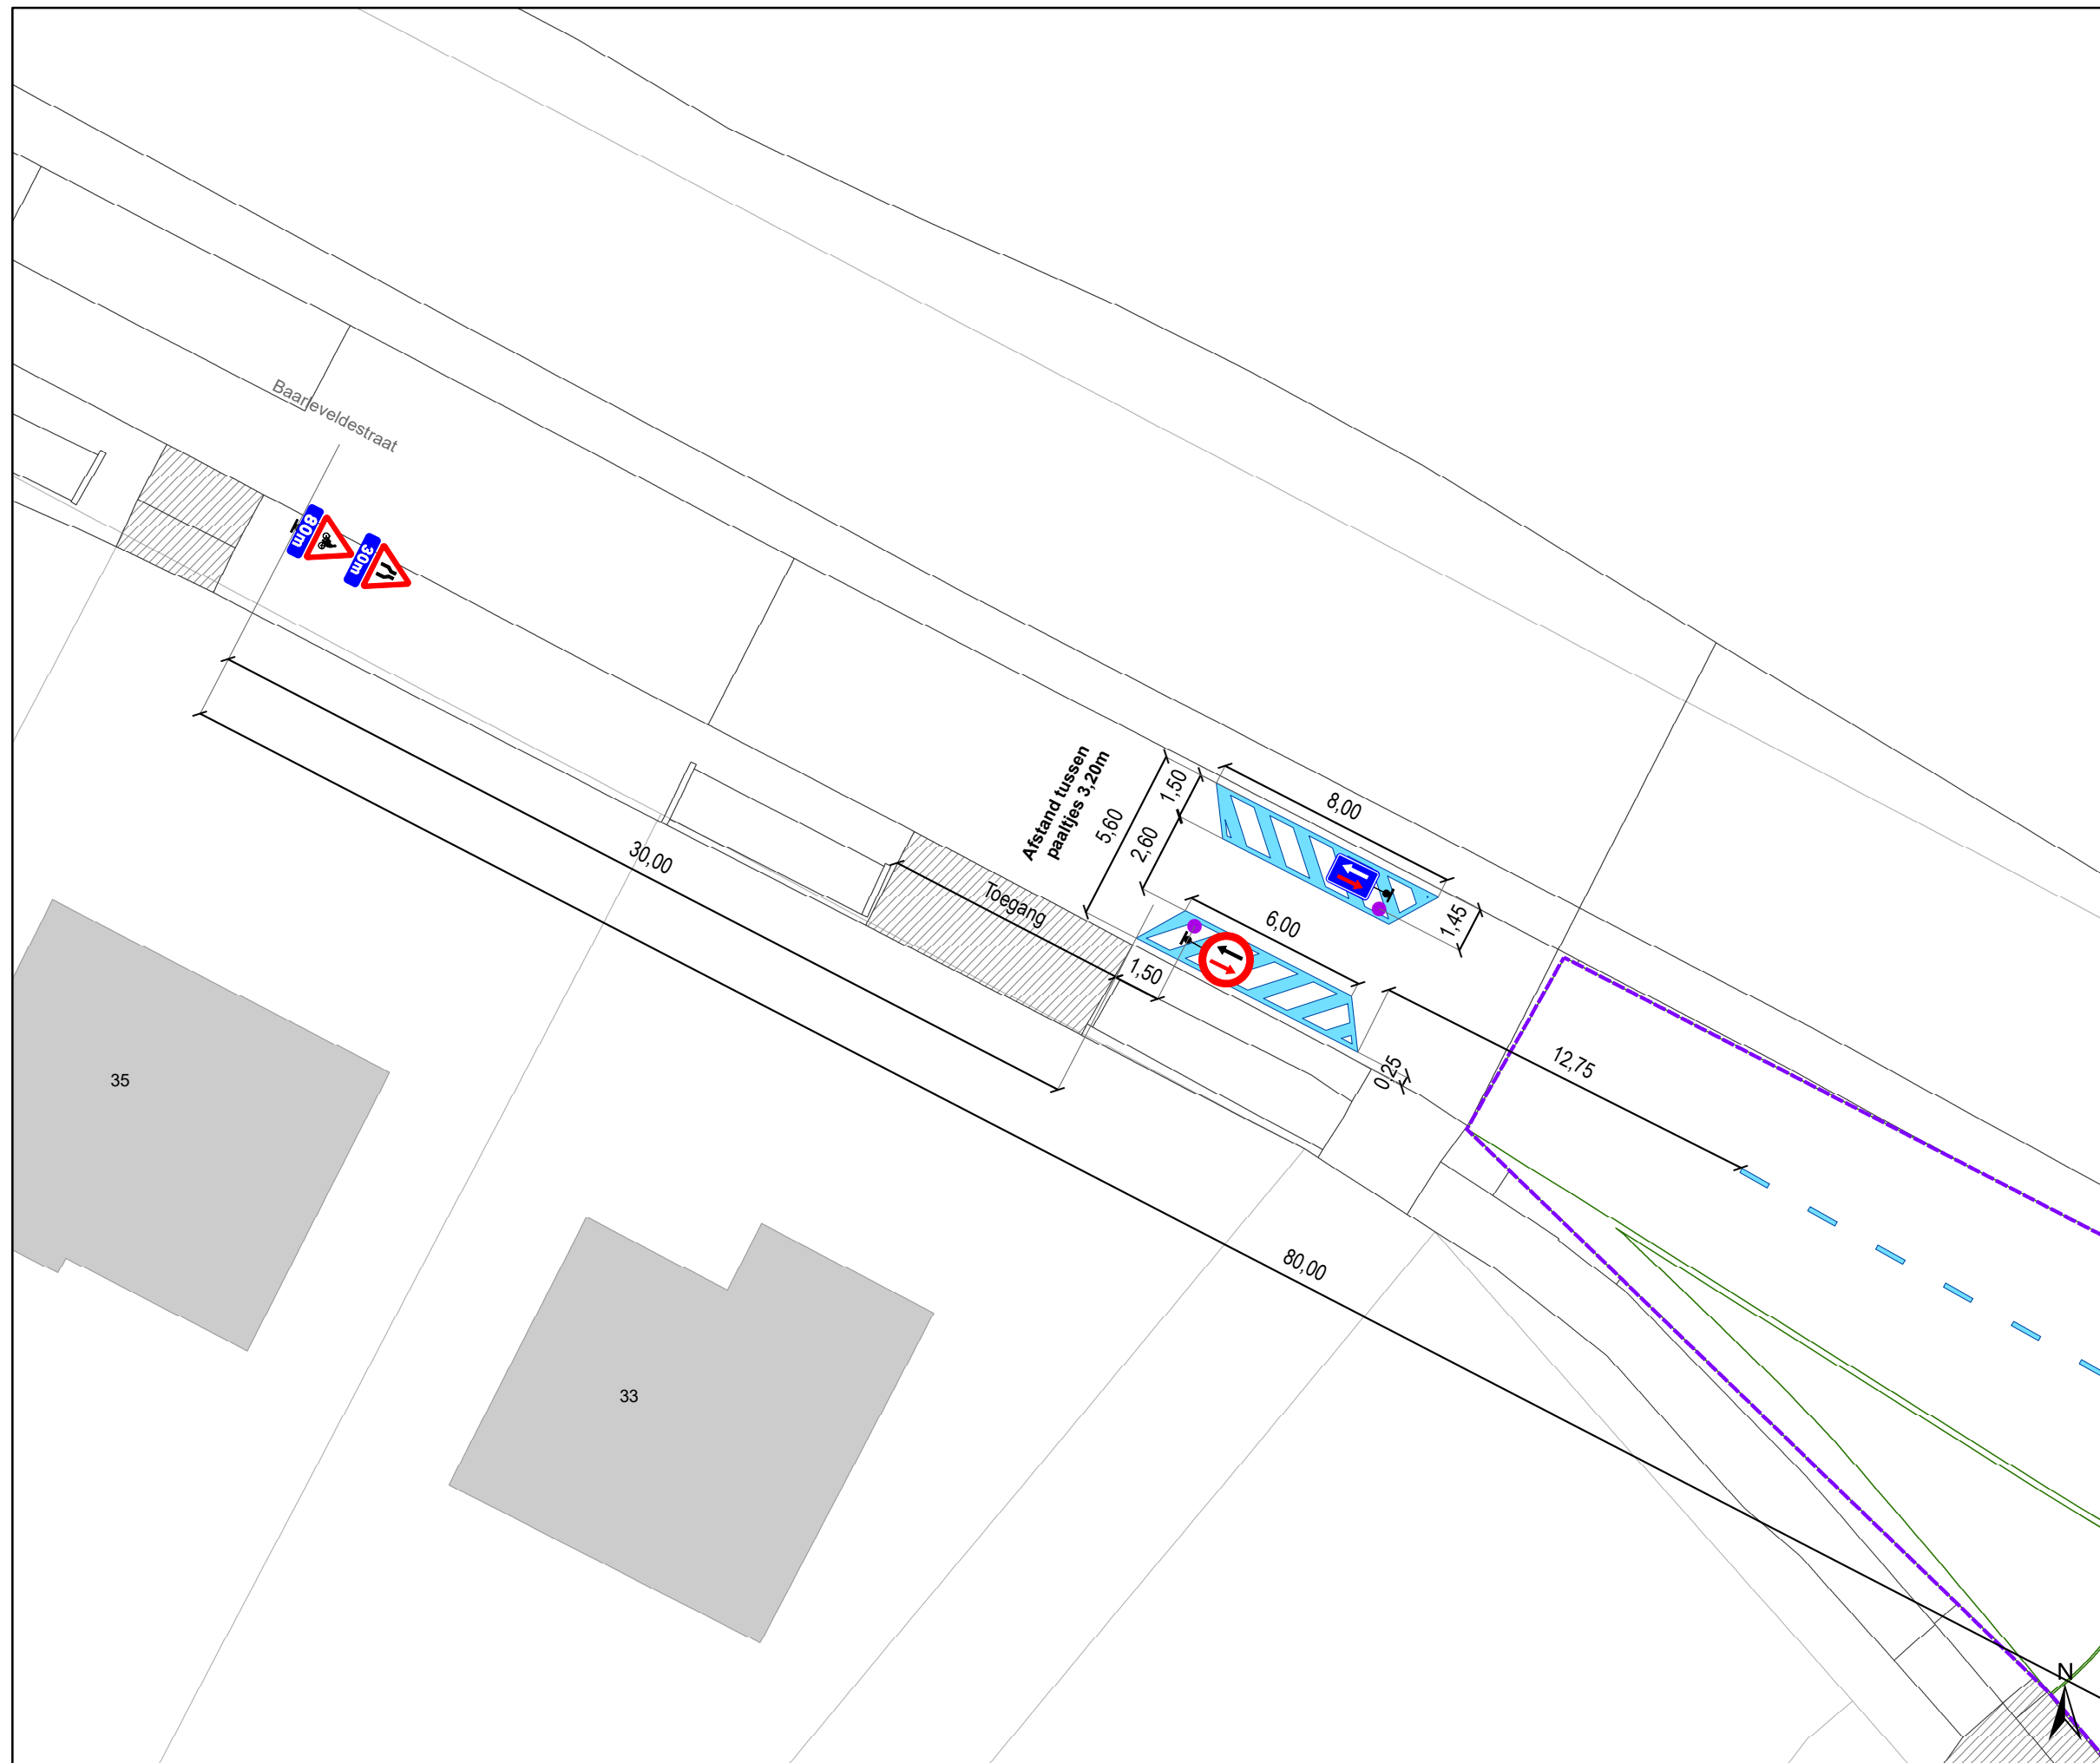 Baarleveldestraat
80m
30m
Afstand tussen
paaltjes 3,20m
5,60
1,50
2,60
8,00
1,45
6,00
1,50
Toegang
30,00
0,25
12,75
80,00
35
33
N